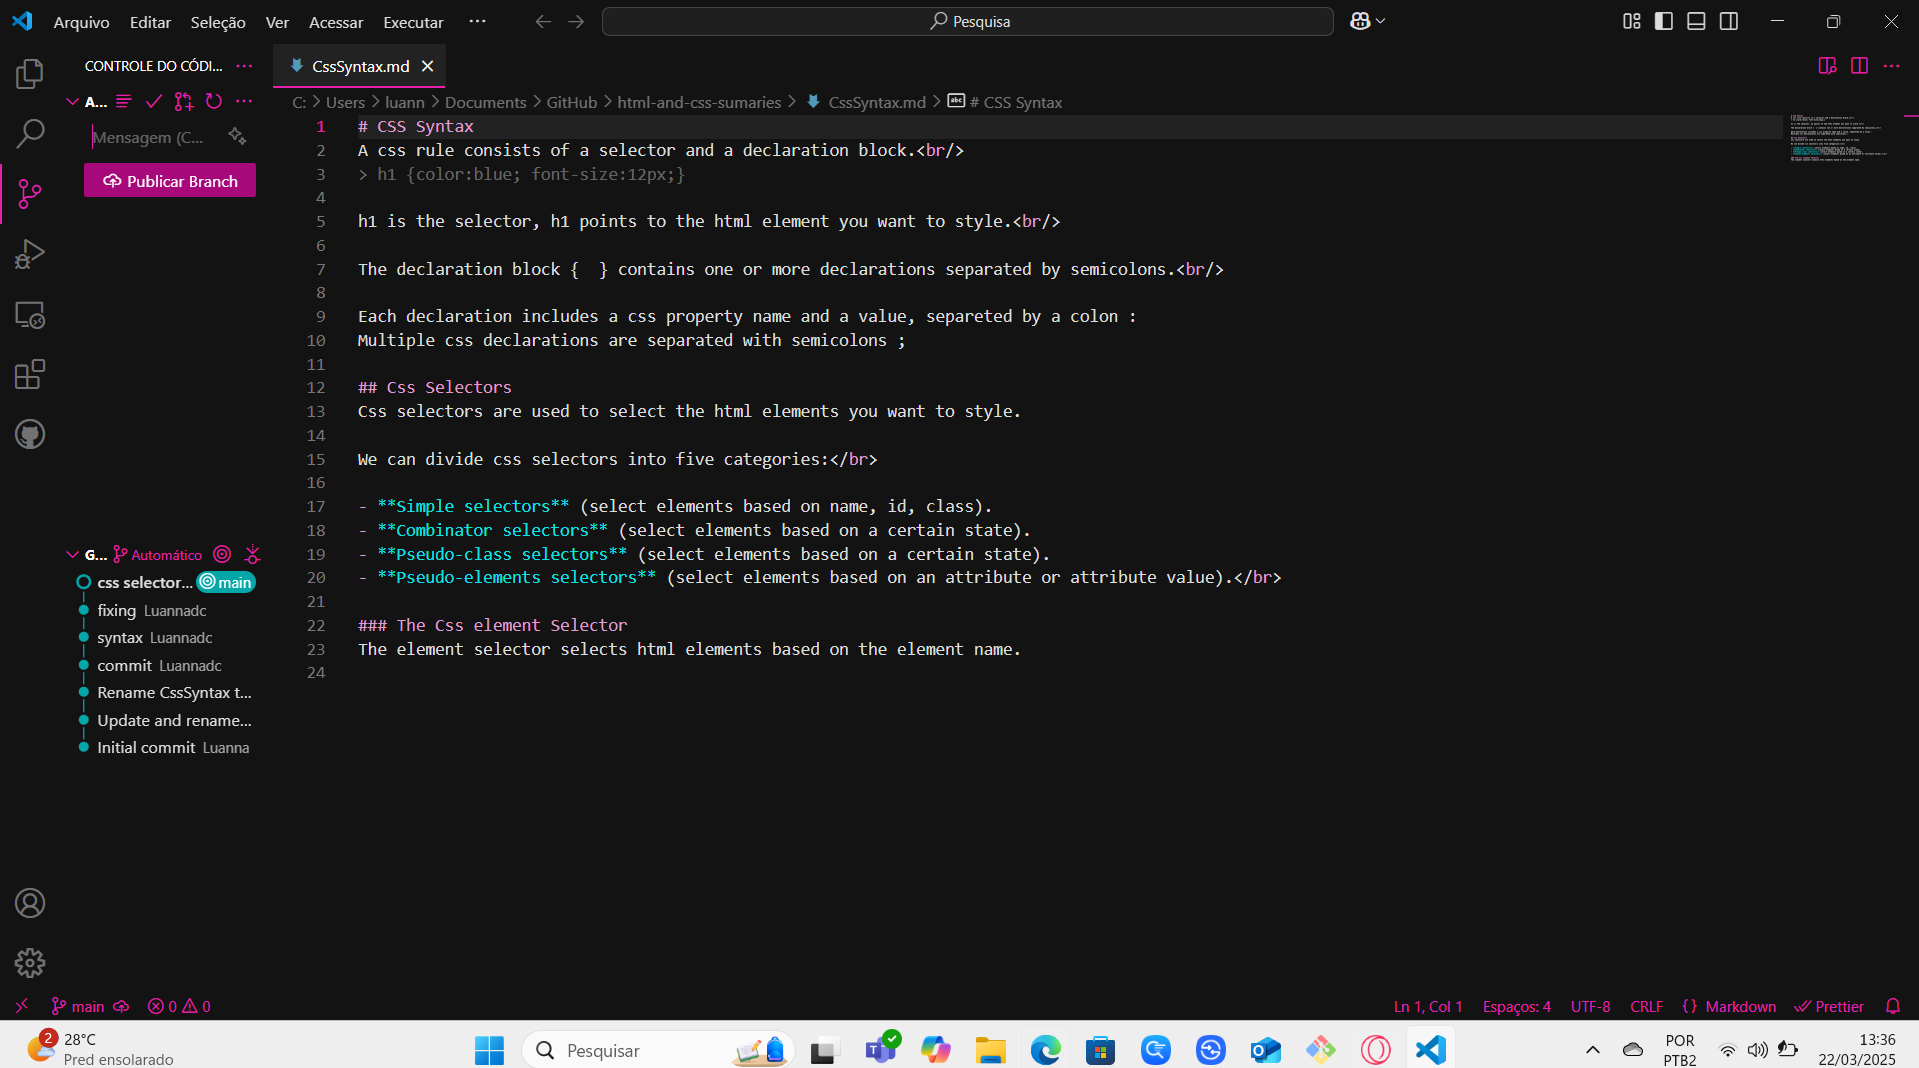 Arquivo Editar Seleção Ver Acessar Executar ··· Pesquisa
CONTROLE DO CÓDI... ···
CssSyntax.md
A... ···
C: > Users > luann > Documents > GitHub > html-and-css-sumaries > CssSyntax.md > # CSS Syntax
Mensagem (C...
Publicar Branch
1 # CSS Syntax
2 A css rule consists of a selector and a declaration block.<br/>
3 > h1 {color:blue; font-size:12px;}
4
5 h1 is the selector, h1 points to the html element you want to style.<br/>
6
7 The declaration block {  } contains one or more declarations separated by semicolons.<br/>
8
9 Each declaration includes a css property name and a value, separeted by a colon :
10 Multiple css declarations are separated with semicolons ;
11
12 ## Css Selectors
13 Css selectors are used to select the html elements you want to style.
14
15 We can divide css selectors into five categories:</br>
16
17 - **Simple selectors** (select elements based on name, id, class).
18 - **Combinator selectors** (select elements based on a certain state).
19 - **Pseudo-class selectors** (select elements based on a certain state).
20 - **Pseudo-elements selectors** (select elements based on an attribute or attribute value).</br>
21
22 ### The Css element Selector
23 The element selector selects html elements based on the element name.
24
G... Automático
css selector... main
fixing Luannadc
syntax Luannadc
commit Luannadc
Rename CssSyntax t...
Update and rename...
Initial commit Luanna
main 0 0
Ln 1, Col 1 Espaços: 4 UTF-8 CRLF {} Markdown Prettier
2
28°C
Pred ensolarado
Pesquisar
POR
PTB2
13:36
22/03/2025